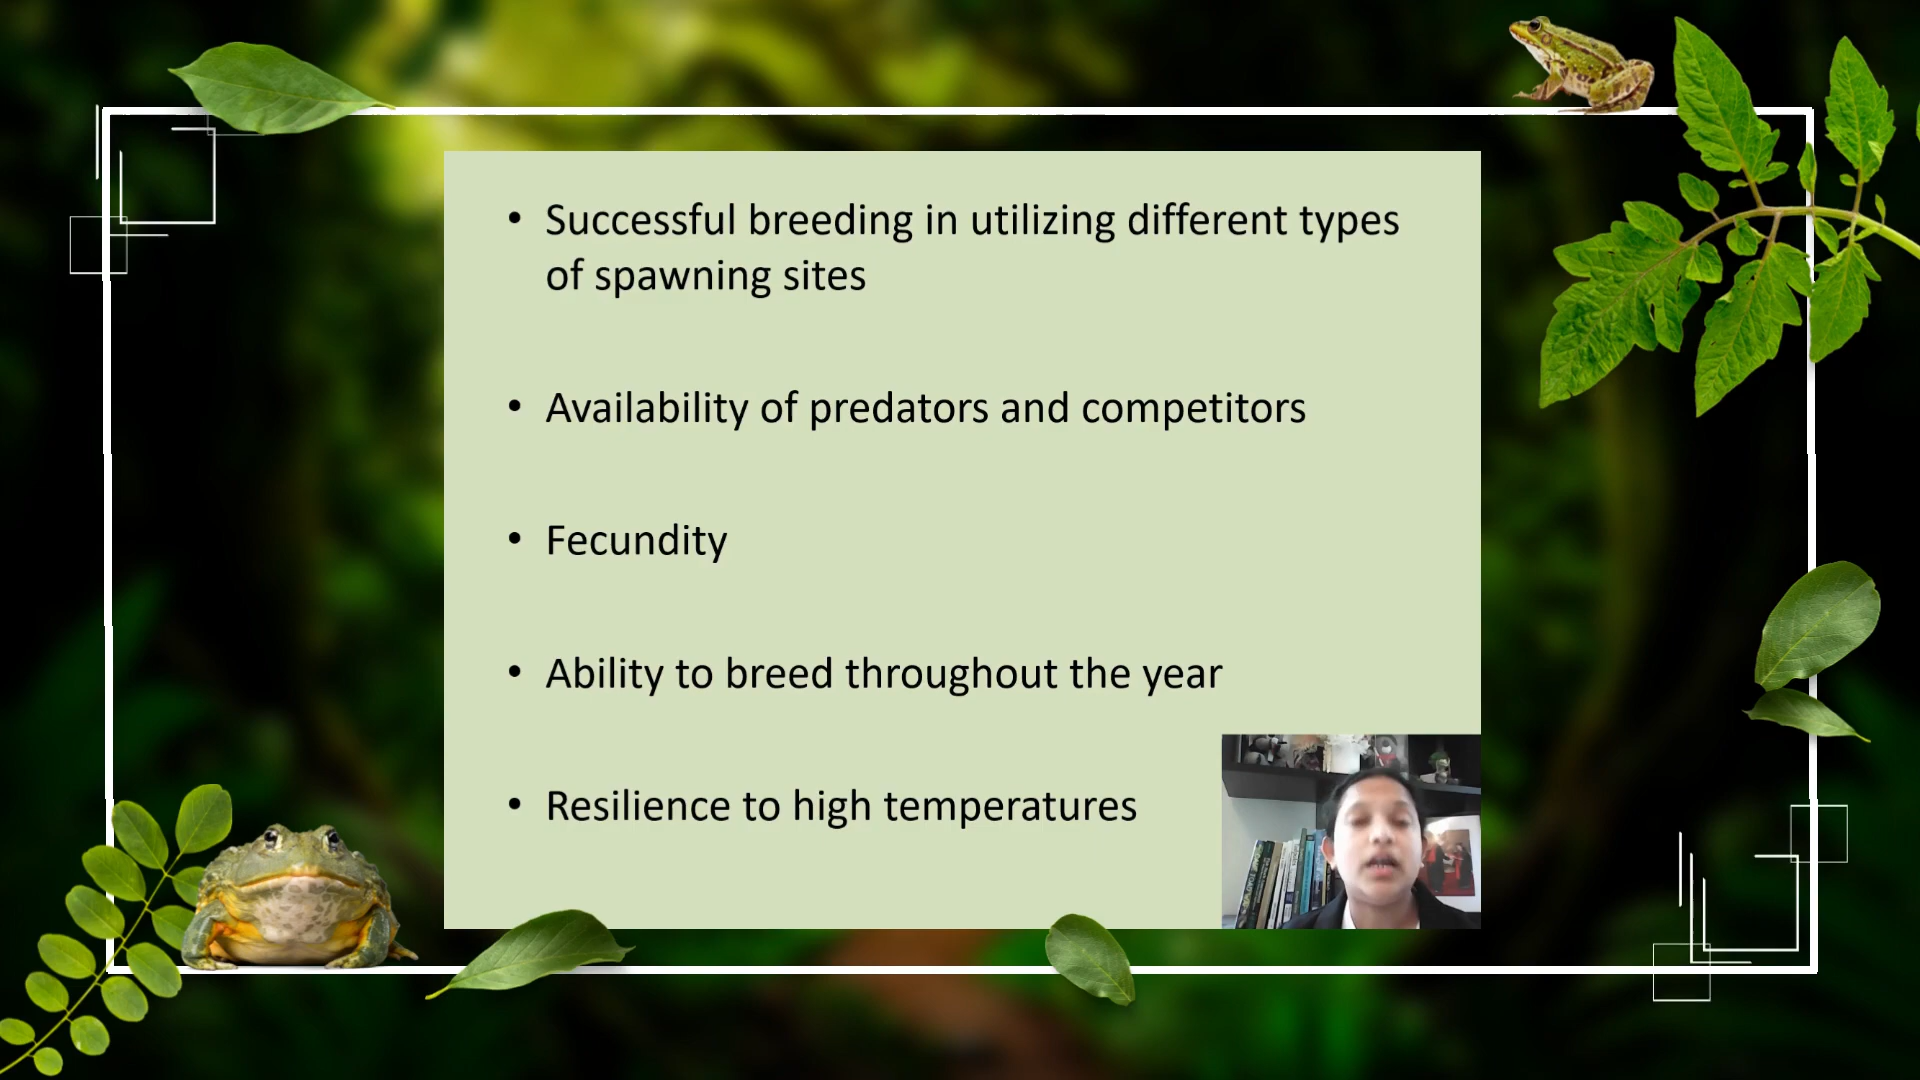 • Successful breeding in utilizing different types
of spawning sites
• Availability of predators and competitors
• Fecundity
• Ability to breed throughout the year
• Resilience to high temperatures